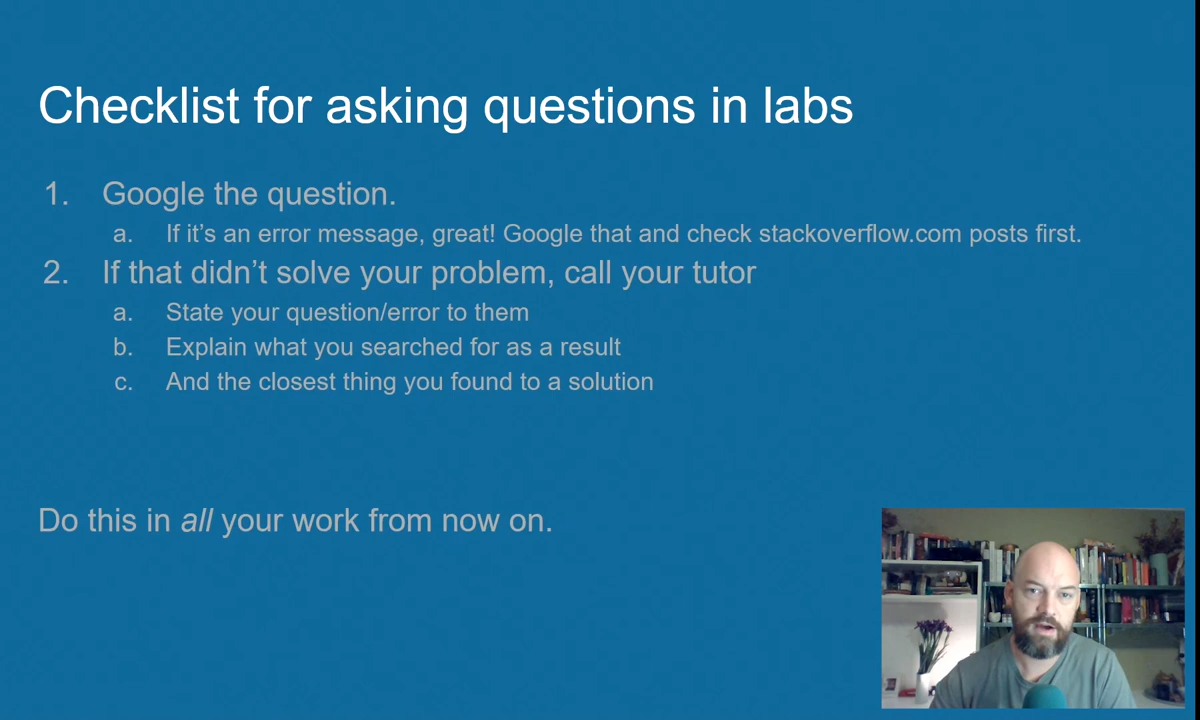 Checklist for asking questions in labs
1. Google the question.
a. If it’s an error message, great! Google that and check stackoverflow.com posts first.
2. If that didn’t solve your problem, call your tutor
a. State your question/error to them
b. Explain what you searched for as a result
c. And the closest thing you found to a solution
Do this in all your work from now on.